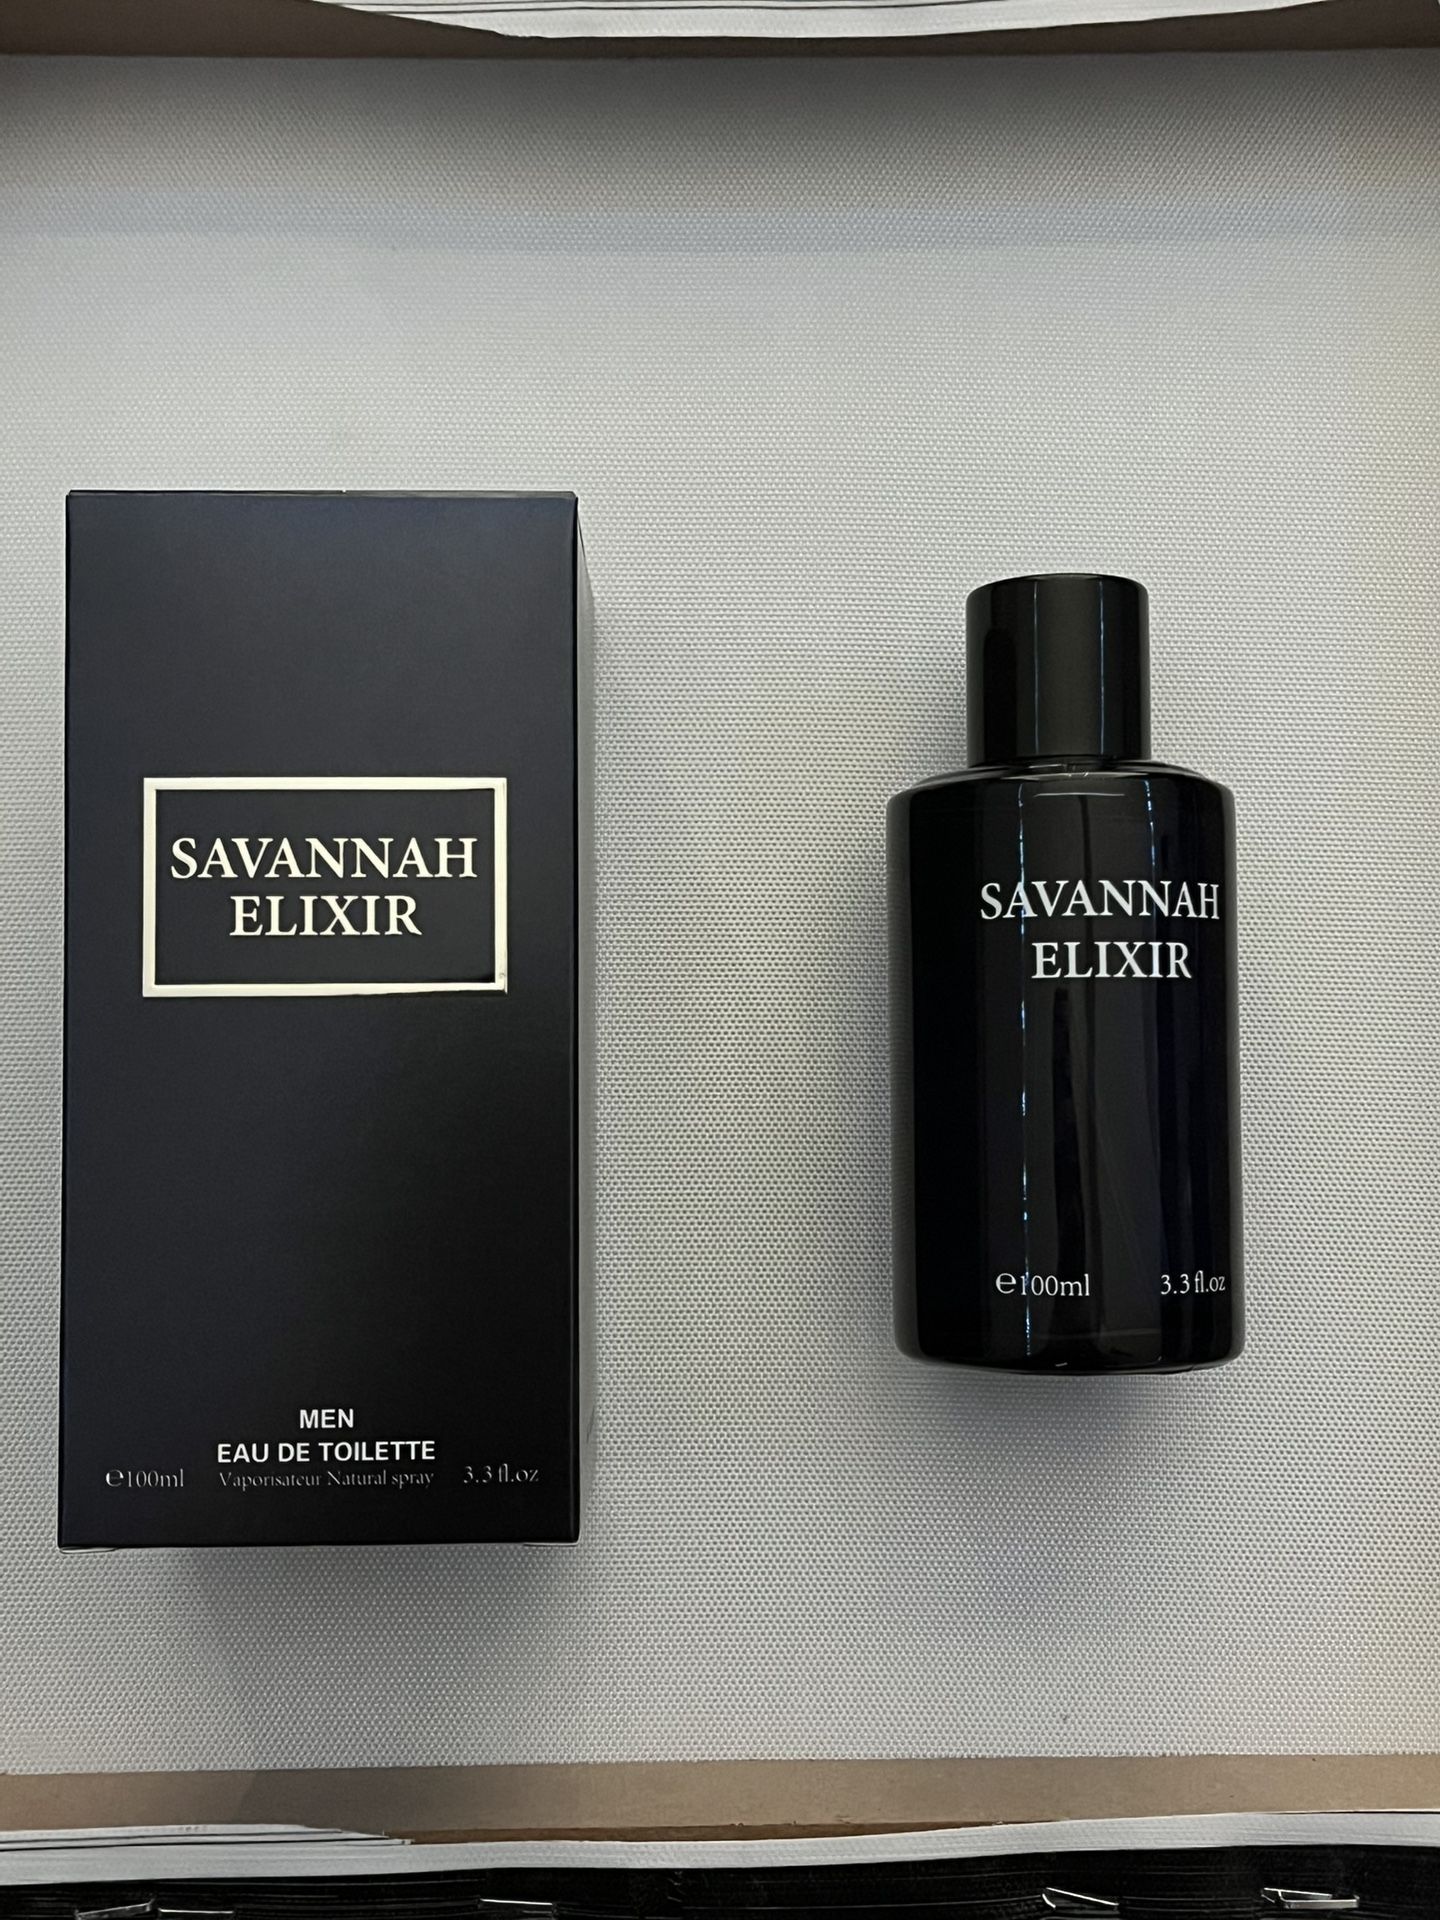 SAVANNAH
ELIXIR
MEN
EAU DE TOILETTE
℮100ml Vaporisateur Natural spray 3.3 fl.oz
SAVANNAH
ELIXIR
℮100ml 3.3 fl.oz